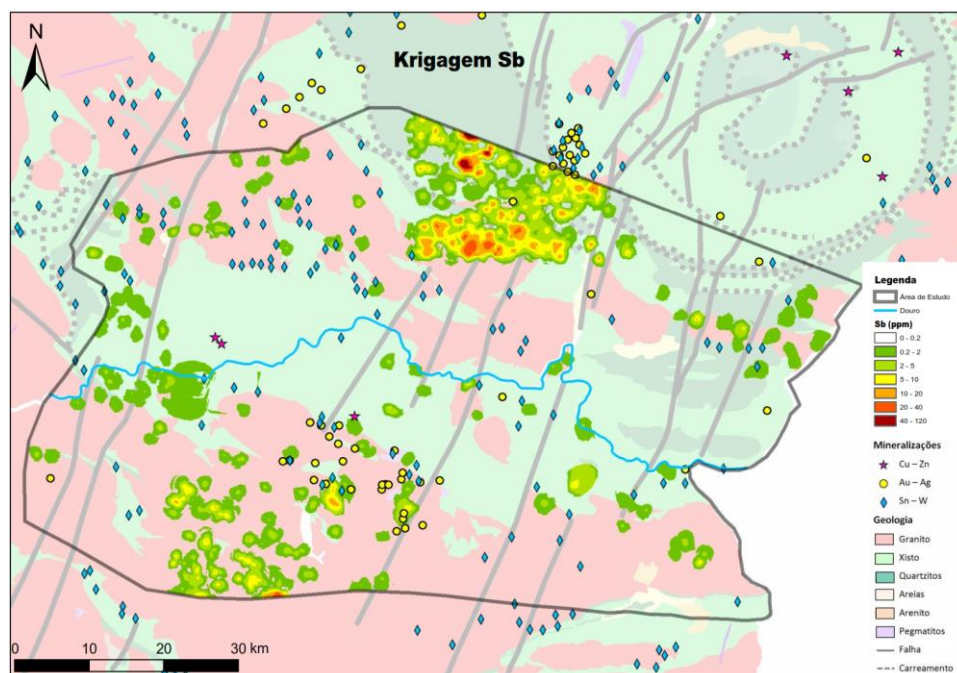 N
Krigagem Sb
Legenda
Área de Estudo
Douro
Sb (ppm)
0 - 0.2
0.2 - 2
2 - 5
5 - 10
10 - 20
20 - 40
40 - 120
Mineralizações
Cu – Zn
Au – Ag
Sn – W
Geologia
Granito
Xisto
Quartzitos
Areias
Arenito
Pegmatitos
Falha
Carreamento
0 10 20 30 km